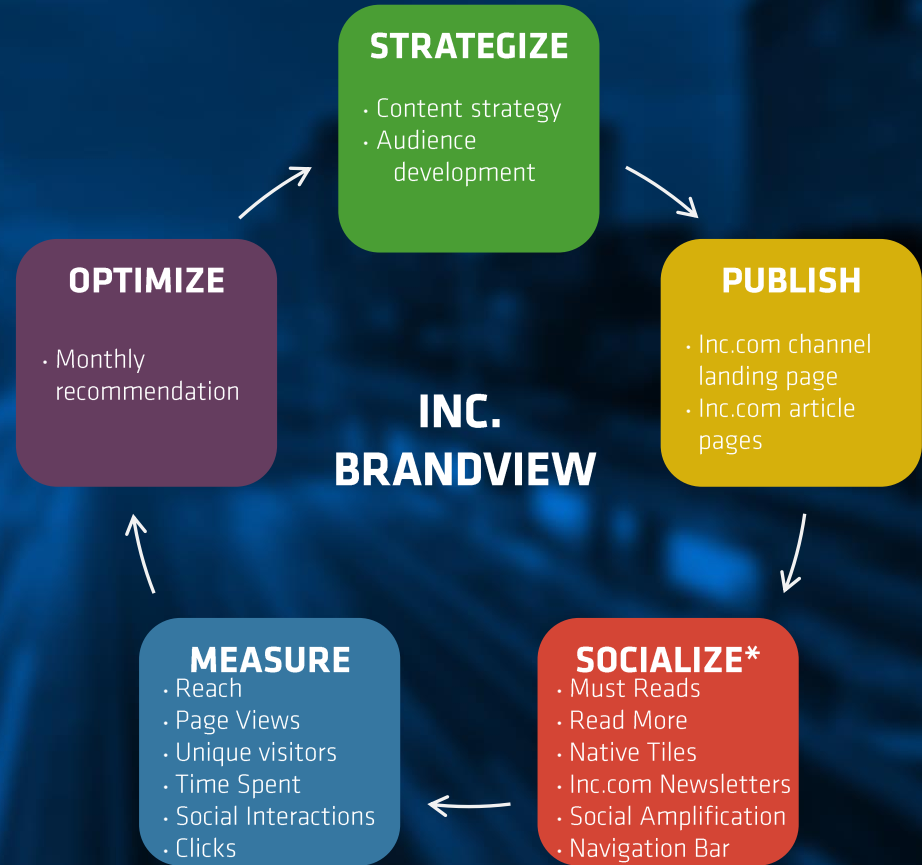 STRATEGIZE
· Content strategy
· Audience
development
PUBLISH
· Inc.com channel
landing page
· Inc.com article
pages
SOCIALIZE*
· Must Reads
· Read More
· Native Tiles
· Inc.com Newsletters
· Social Amplification
· Navigation Bar
MEASURE
· Reach
· Page Views
· Unique visitors
· Time Spent
· Social Interactions
· Clicks
OPTIMIZE
· Monthly
recommendation
INC.
BRANDVIEW